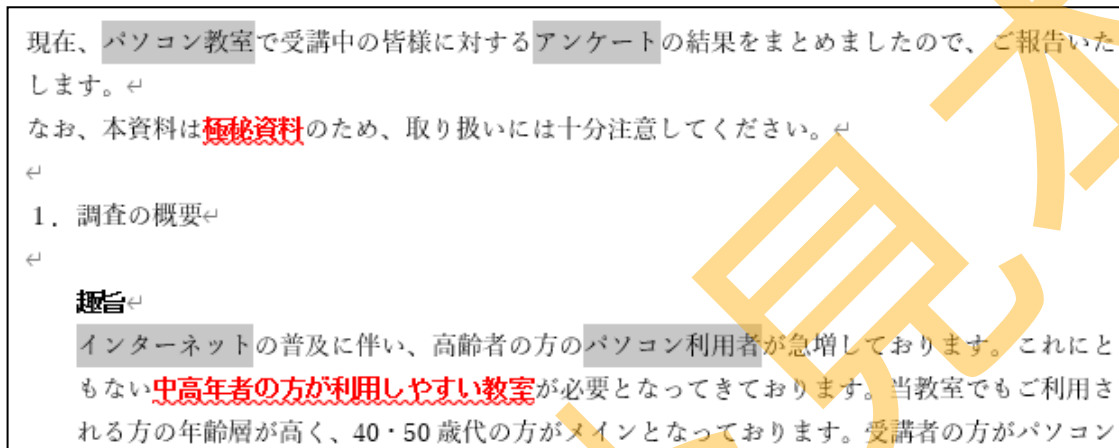 現在、パソコン教室で受講中の皆様に対するアンケートの結果をまとめましたので、ご報告いた
します。↵
なお、本資料は極秘資料のため、取り扱いには十分注意してください。↵
↵
1．調査の概要↵
↵
趣旨↵
インターネットの普及に伴い、高齢者の方のパソコン利用者が急増しております。これにと
もない中高年者の方が利用しやすい教室が必要となってきております。当教室でもご利用さ
れる方の年齢層が高く、40・50 歳代の方がメインとなっております。受講者の方がパソコン
見本